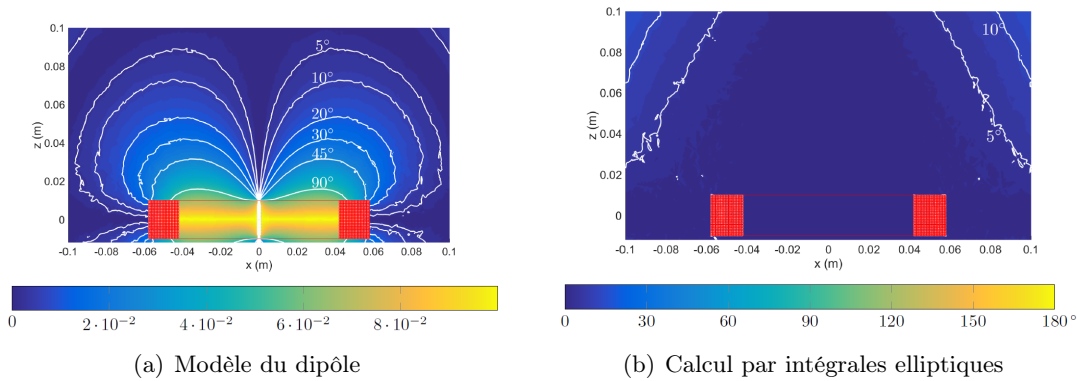 0.1
0.08
0.06
0.04
0.02
0
z (m)
-0.1 -0.08 -0.06 -0.04 -0.02 0 0.02 0.04 0.06 0.08 0.1
x (m)
5°
10°
20°
30°
45°
90°
0 2·10⁻² 4·10⁻² 6·10⁻² 8·10⁻²
(a) Modèle du dipôle
0.1
0.08
0.06
0.04
0.02
0
z (m)
-0.1 -0.08 -0.06 -0.04 -0.02 0 0.02 0.04 0.06 0.08 0.1
x (m)
10°
5°
0 30 60 90 120 150 180°
(b) Calcul par intégrales elliptiques